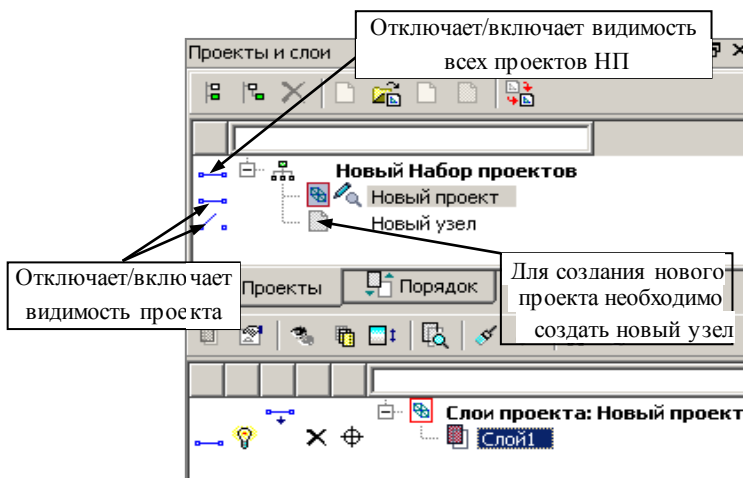 Отключает/включает видимость
всех проектов НП
Проекты и слои
Новый Набор проектов
Новый проект
Новый узел
Отключает/включает
видимость проекта
Для создания нового
проекта необходимо
создать новый узел
Проекты
Порядок
Слои проекта: Новый проект
Слой1